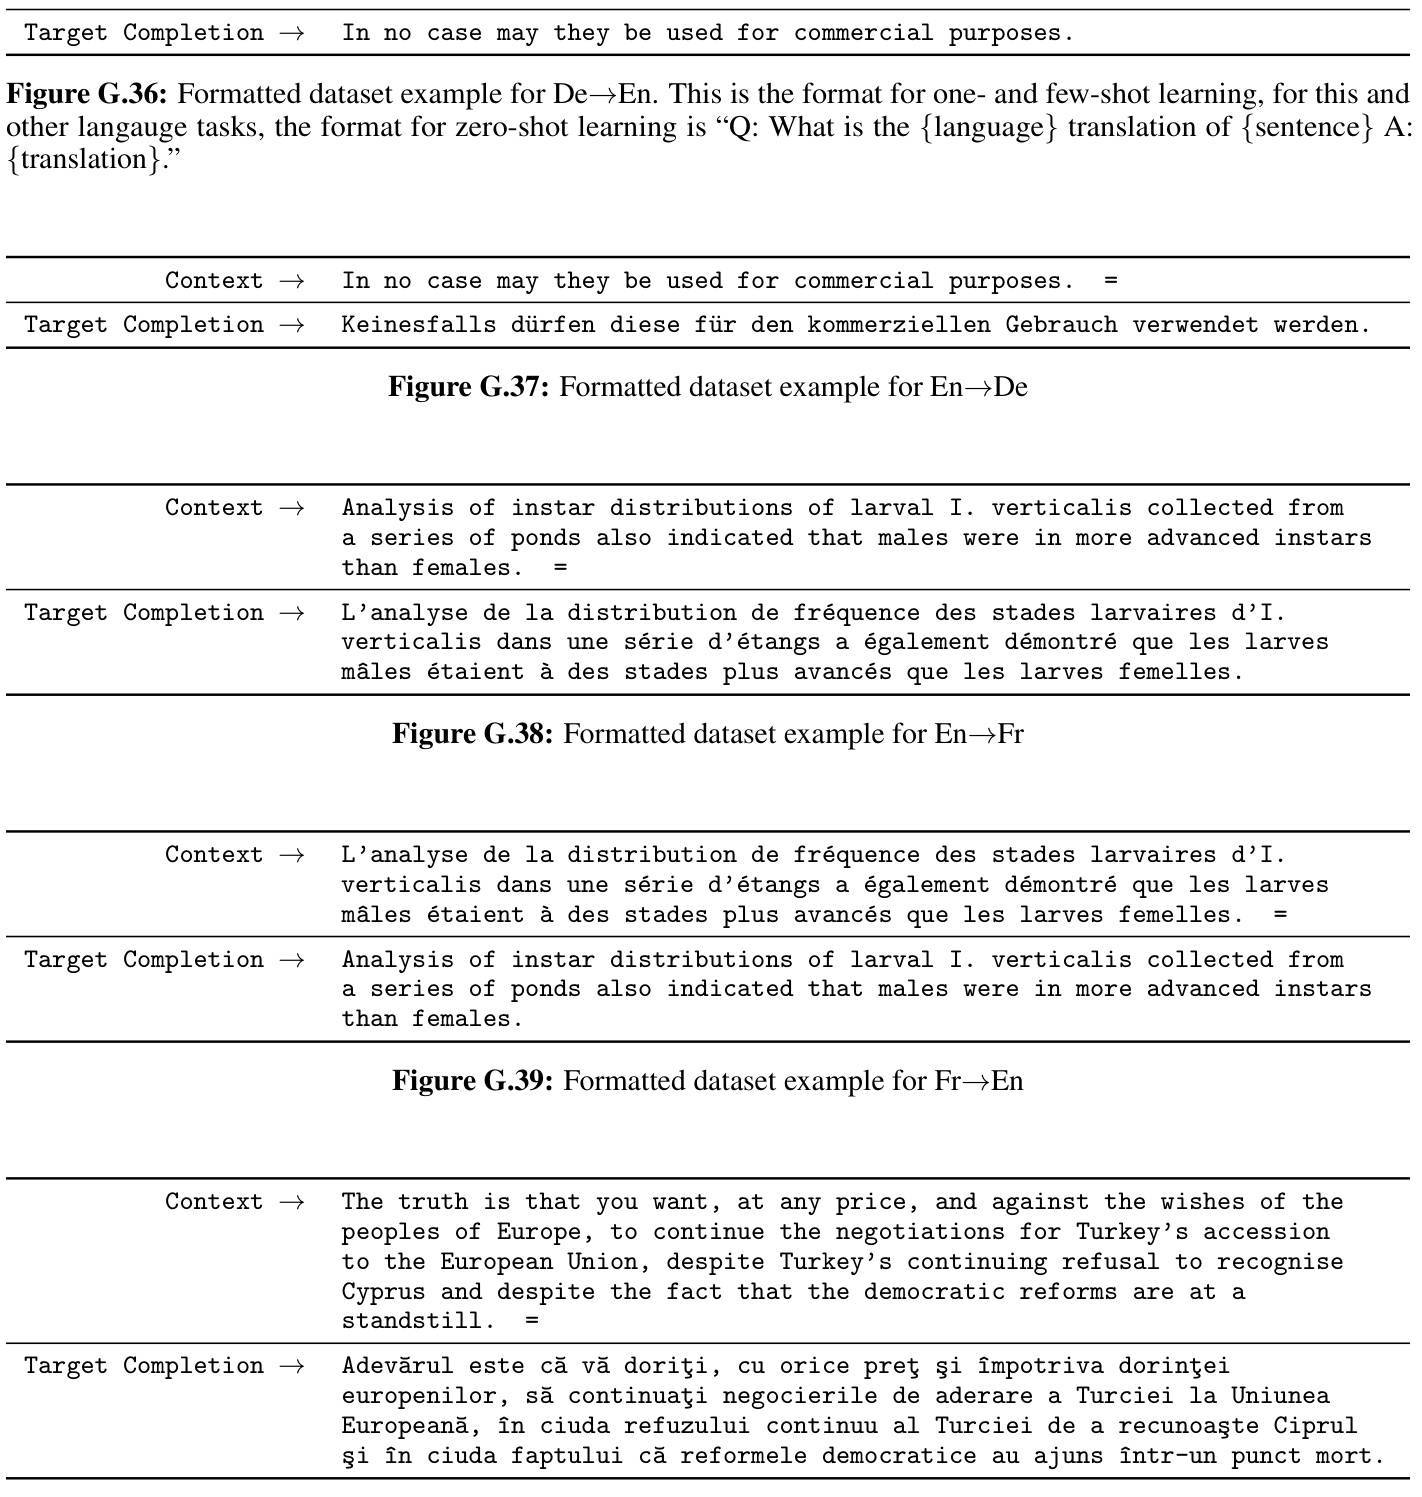 Target Completion → In no case may they be used for commercial purposes.
Figure G.36: Formatted dataset example for De→En. This is the format for one- and few-shot learning, for this and
other langauge tasks, the format for zero-shot learning is “Q: What is the {language} translation of {sentence} A:
{translation}.”
Context → In no case may they be used for commercial purposes. =
Target Completion → Keinesfalls dürfen diese für den kommerziellen Gebrauch verwendet werden.
Figure G.37: Formatted dataset example for En→De
Context → Analysis of instar distributions of larval I. verticalis collected from
a series of ponds also indicated that males were in more advanced instars
than females. =
Target Completion → L’analyse de la distribution de fréquence des stades larvaires d’I.
verticalis dans une série d’étangs a également démontré que les larves
mâles étaient à des stades plus avancés que les larves femelles.
Figure G.38: Formatted dataset example for En→Fr
Context → L’analyse de la distribution de fréquence des stades larvaires d’I.
verticalis dans une série d’étangs a également démontré que les larves
mâles étaient à des stades plus avancés que les larves femelles. =
Target Completion → Analysis of instar distributions of larval I. verticalis collected from
a series of ponds also indicated that males were in more advanced instars
than females.
Figure G.39: Formatted dataset example for Fr→En
Context → The truth is that you want, at any price, and against the wishes of the
peoples of Europe, to continue the negotiations for Turkey’s accession
to the European Union, despite Turkey’s continuing refusal to recognise
Cyprus and despite the fact that the democratic reforms are at a
standstill. =
Target Completion → Adevărul este că vă doriţi, cu orice preţ şi împotriva dorinţei
europenilor, să continuaţi negocierile de aderare a Turciei la Uniunea
Europeană, în ciuda refuzului continuu al Turciei de a recunoaşte Ciprul
şi în ciuda faptului că reformele democratice au ajuns într-un punct mort.